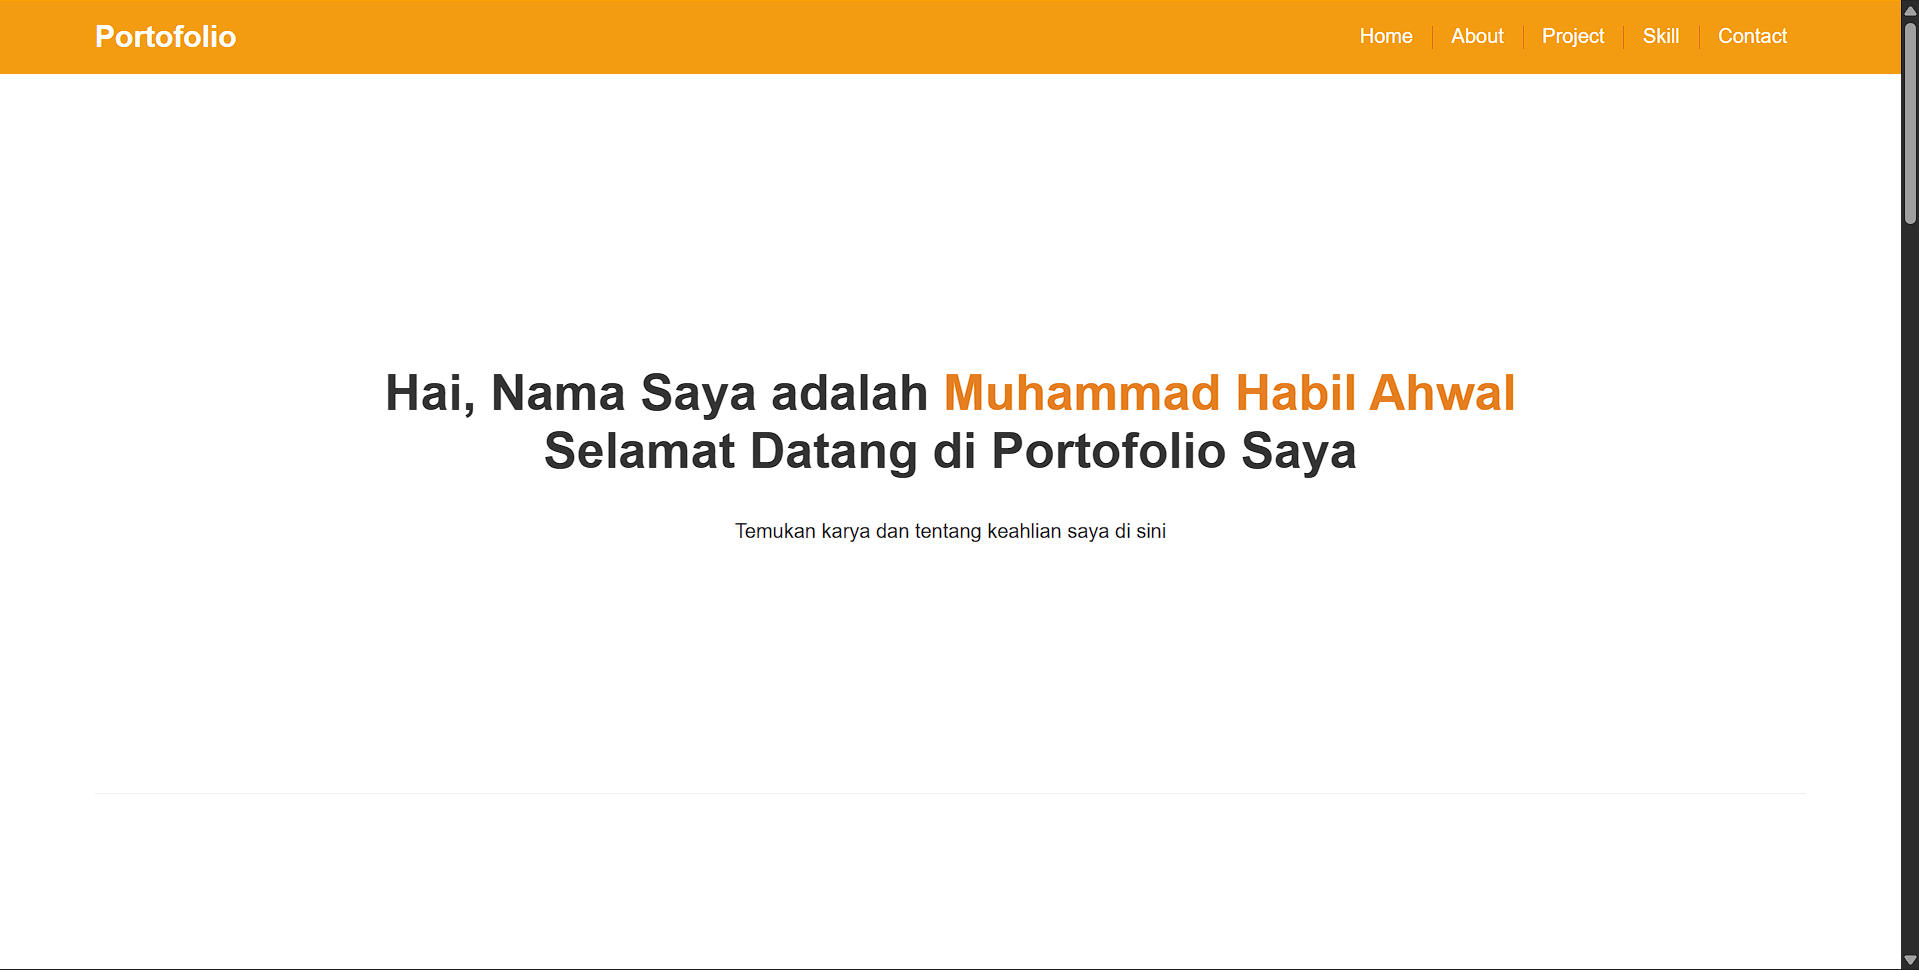 Portofolio
Home
About
Project
Skill
Contact
Hai, Nama Saya adalah Muhammad Habil Ahwal
Selamat Datang di Portofolio Saya
Temukan karya dan tentang keahlian saya di sini